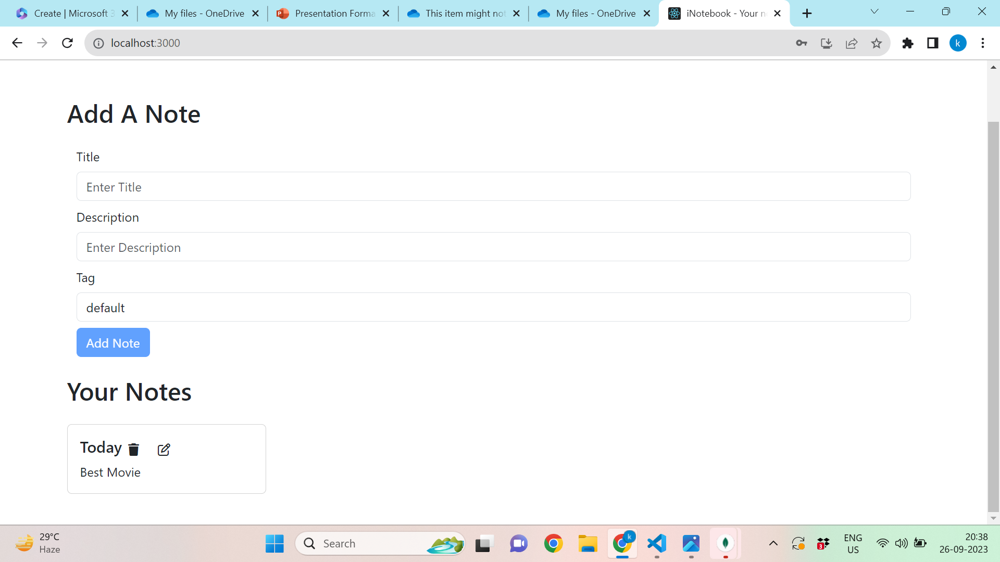 Create | Microsoft 3
My files - OneDrive
Presentation Forma
This item might not
My files - OneDrive
iNotebook - Your n
localhost:3000
k
Add A Note
Title
Enter Title
Description
Enter Description
Tag
default
Add Note
Your Notes
Today
Best Movie
29°C
Haze
Search
k
3
ENG
US
20:38
26-09-2023